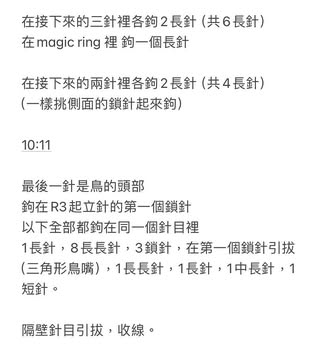 在接下來的三針裡各鉤2長針（共6長針）
在magic ring 裡 鉤一個長針
在接下來的兩針裡各鉤2長針（共4長針）
（一樣挑側面的鎖針起來鉤）
10:11
最後一針是鳥的頭部
鉤在R3起立針的第一個鎖針
以下全部都鉤在同一個針目裡
1長針，8長長針，3鎖針，在第一個鎖針引拔
（三角形鳥嘴），1長長針，1長針，1中長針，1
短針。
隔壁針目引拔，收線。